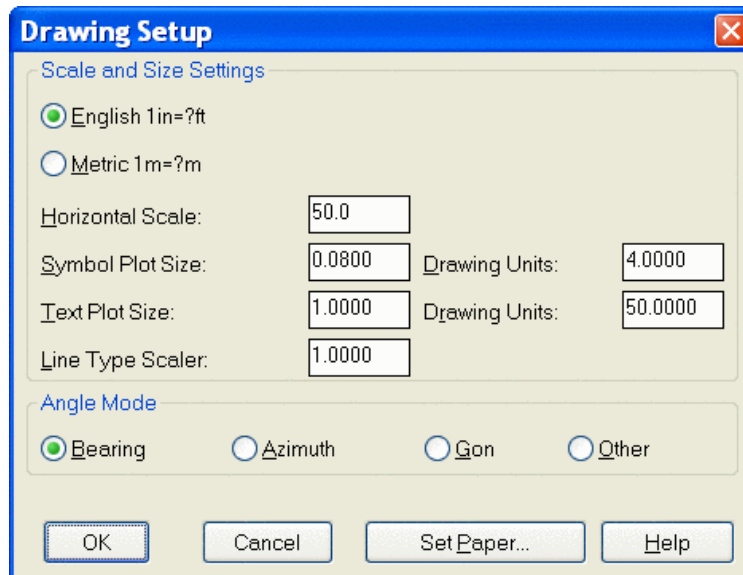 Drawing Setup
Scale and Size Settings
English 1in=?ft
Metric 1m=?m
Horizontal Scale: 50.0
Symbol Plot Size: 0.0800 Drawing Units: 4.0000
Text Plot Size: 1.0000 Drawing Units: 50.0000
Line Type Scaler: 1.0000
Angle Mode
Bearing Azimuth Gon Other
OK Cancel Set Paper... Help